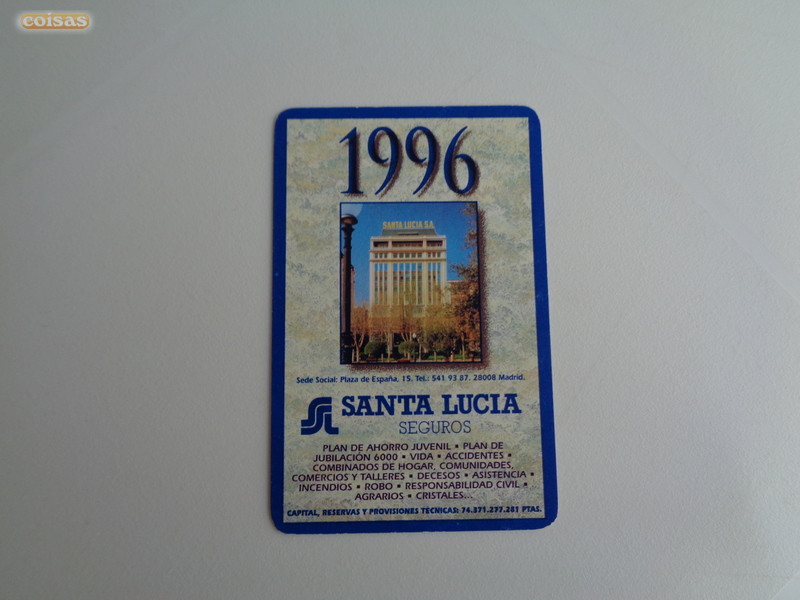 coisas
1996
SANTA LUCIA S.A.
Sede Social: Plaza de España, 15. Tel.: 541 93 87. 28008 Madrid.
SANTA LUCIA
SEGUROS
PLAN DE AHORRO JUVENIL • PLAN DE
JUBILACIÓN 6000 • VIDA • ACCIDENTES •
COMBINADOS DE HOGAR, COMUNIDADES,
COMERCIOS Y TALLERES • DECESOS • ASISTENCIA •
INCENDIOS • ROBO • RESPONSABILIDAD CIVIL •
AGRARIOS • CRISTALES...
CAPITAL, RESERVAS Y PROVISIONES TÉCNICAS: 74.371.277.281 PTAS.